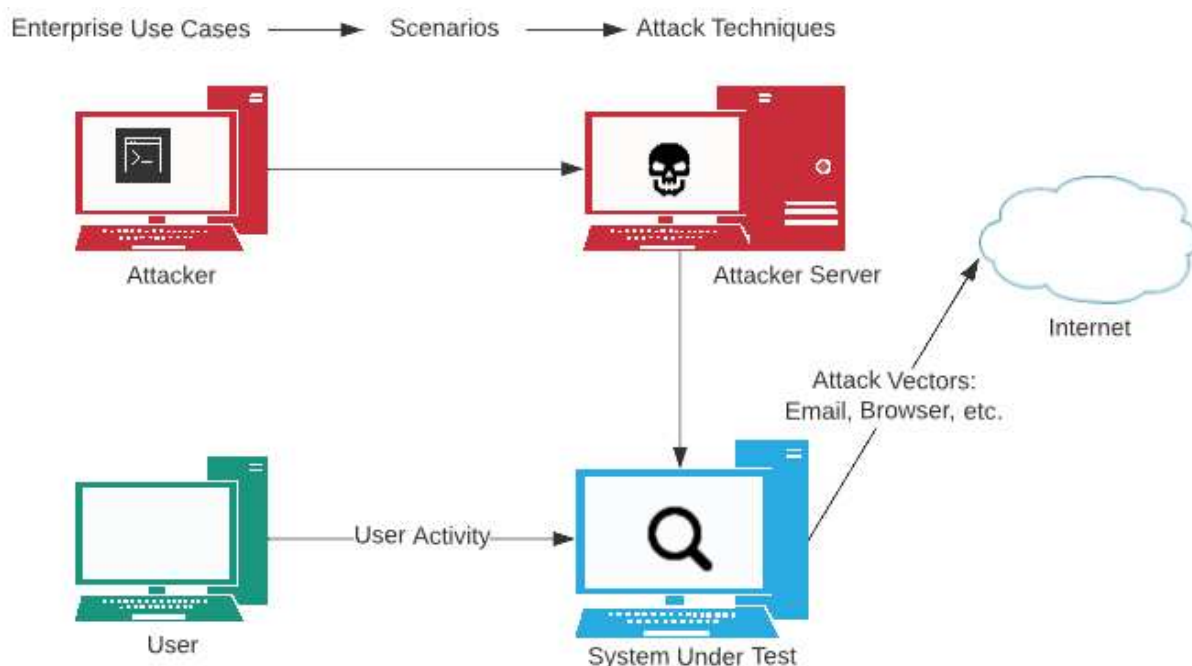 Enterprise Use Cases Scenarios Attack Techniques
>_
Attacker
Attacker Server
Internet
Attack Vectors:
Email, Browser, etc.
User Activity
User
System Under Test